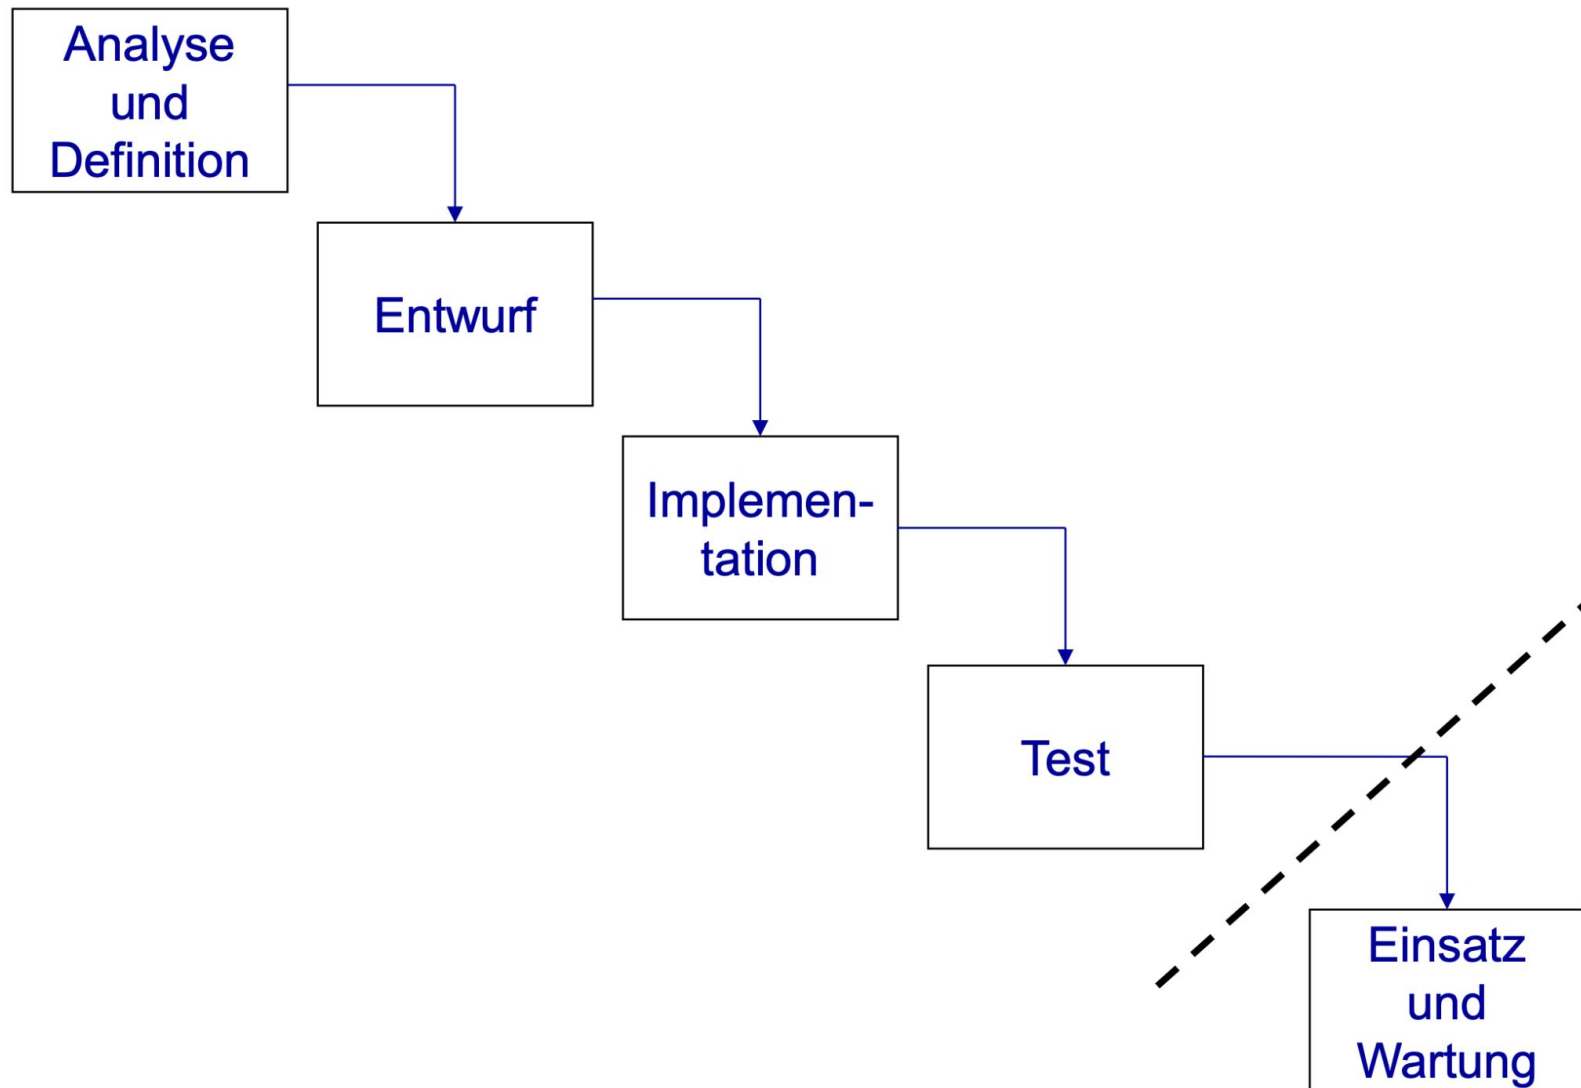 Analyse
und
Definition
Entwurf
Implemen-
tation
Test
Einsatz
und
Wartung